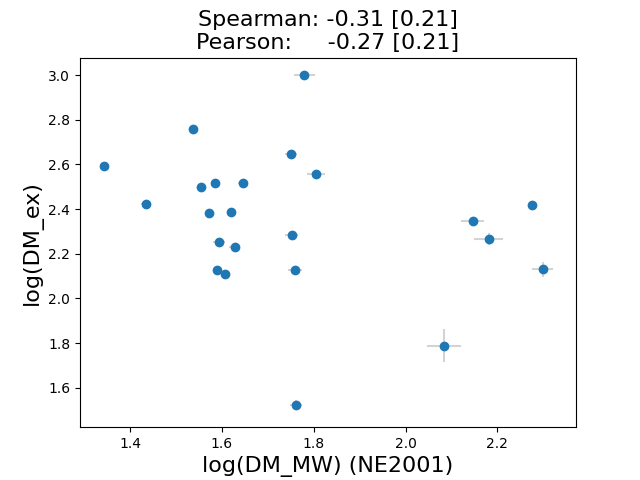 Spearman: -0.31 [0.21]
Pearson: -0.27 [0.21]
3.0
2.8
2.6
2.4
2.2
2.0
1.8
1.6
log(DM_ex)
1.4 1.6 1.8 2.0 2.2
log(DM_MW) (NE2001)